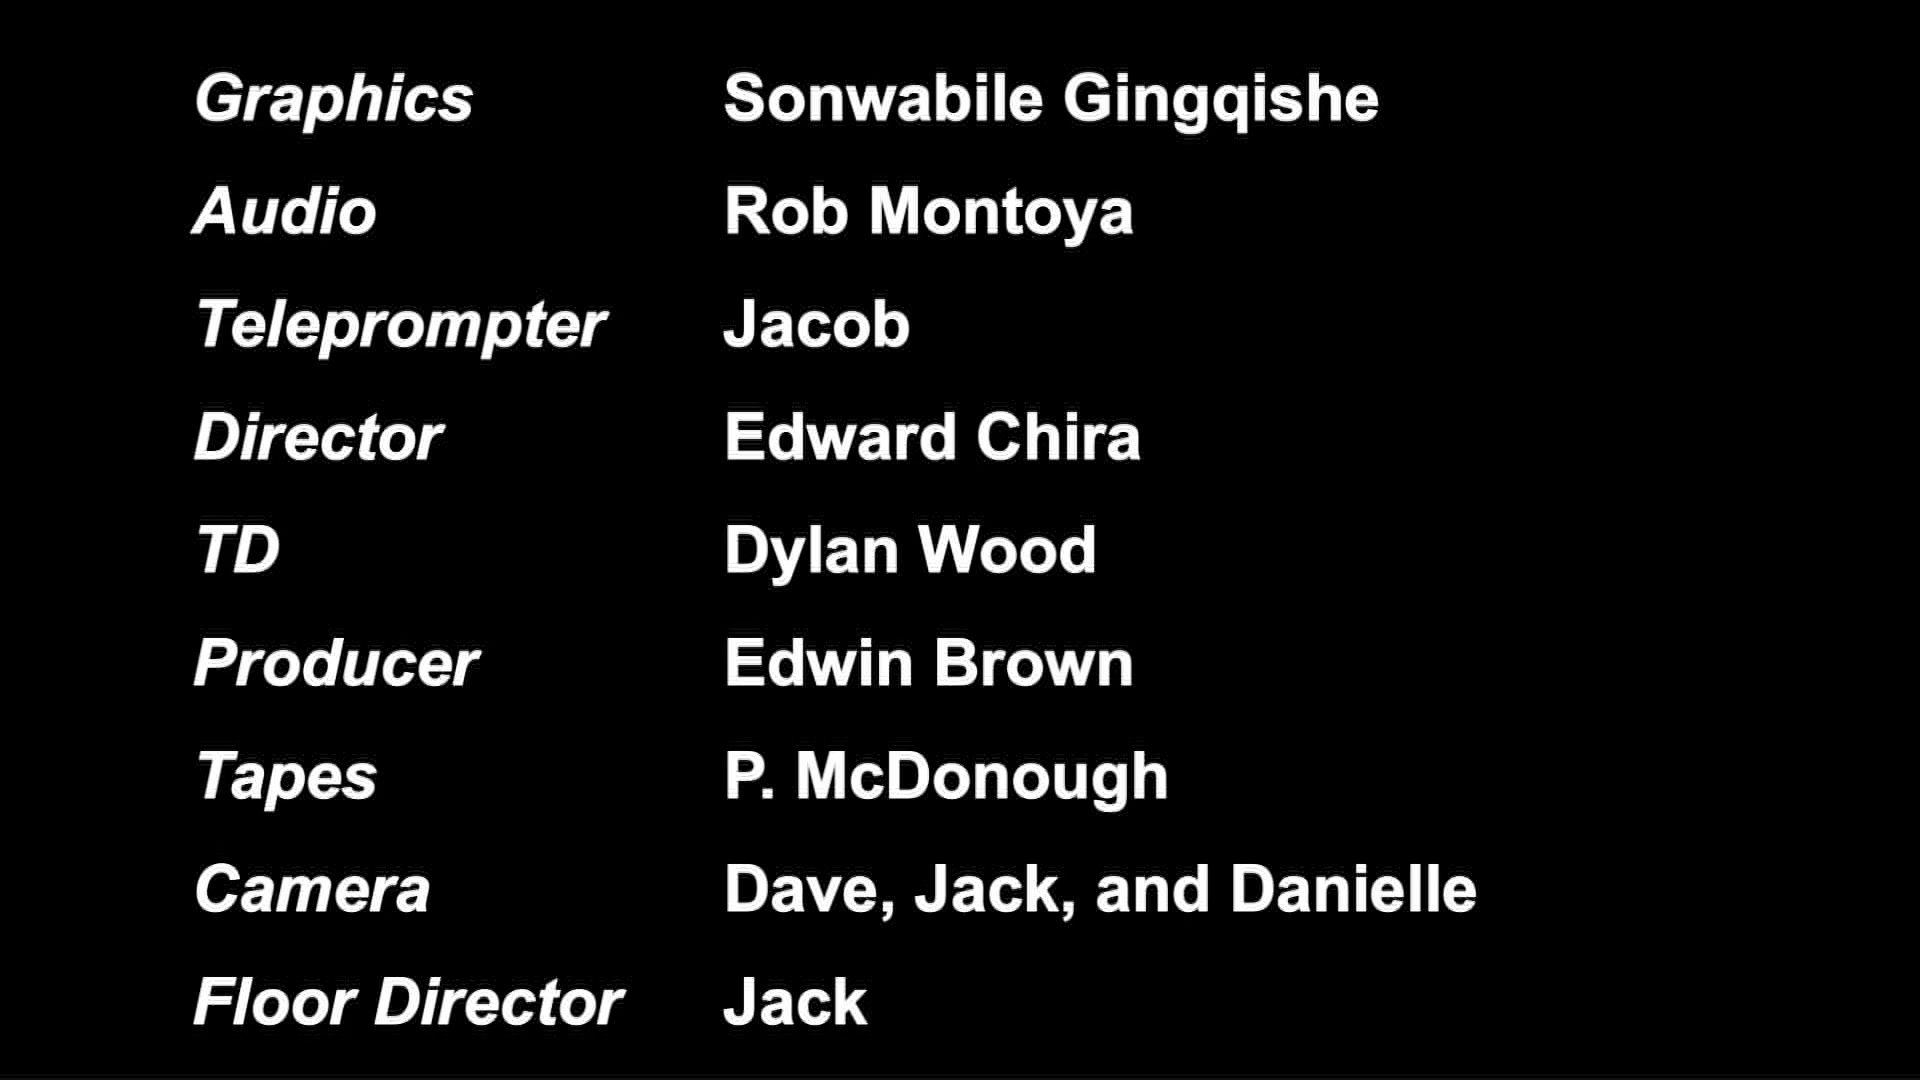 Graphics Sonwabile Gingqishe
Audio Rob Montoya
Teleprompter Jacob
Director Edward Chira
TD Dylan Wood
Producer Edwin Brown
Tapes P. McDonough
Camera Dave, Jack, and Danielle
Floor Director Jack